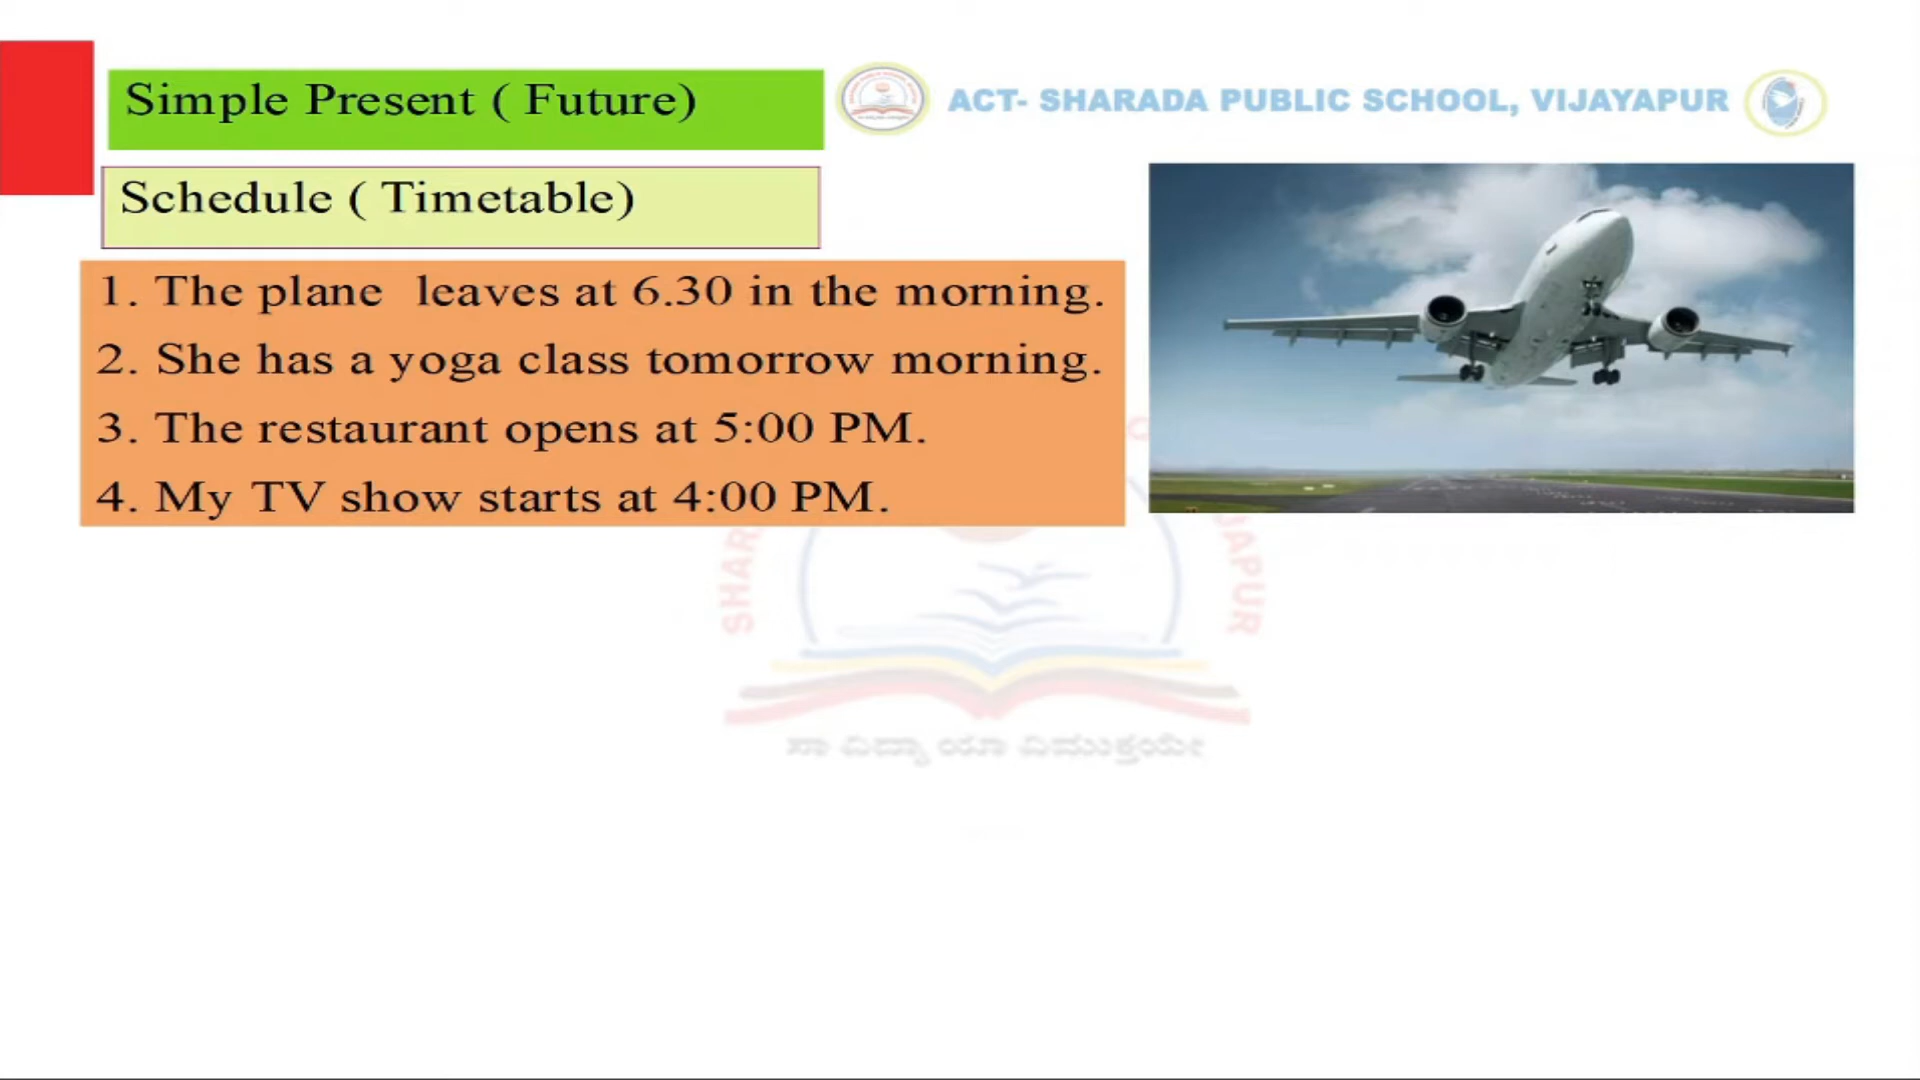 Simple Present ( Future)
ACT- SHARADA PUBLIC SCHOOL, VIJAYAPUR
Schedule ( Timetable)
1. The plane leaves at 6.30 in the morning.
2. She has a yoga class tomorrow morning.
3. The restaurant opens at 5:00 PM.
4. My TV show starts at 4:00 PM.
ಸಾ ವಿದ್ಯಾ ಯಾ ವಿಮುಕ್ತಯೇ